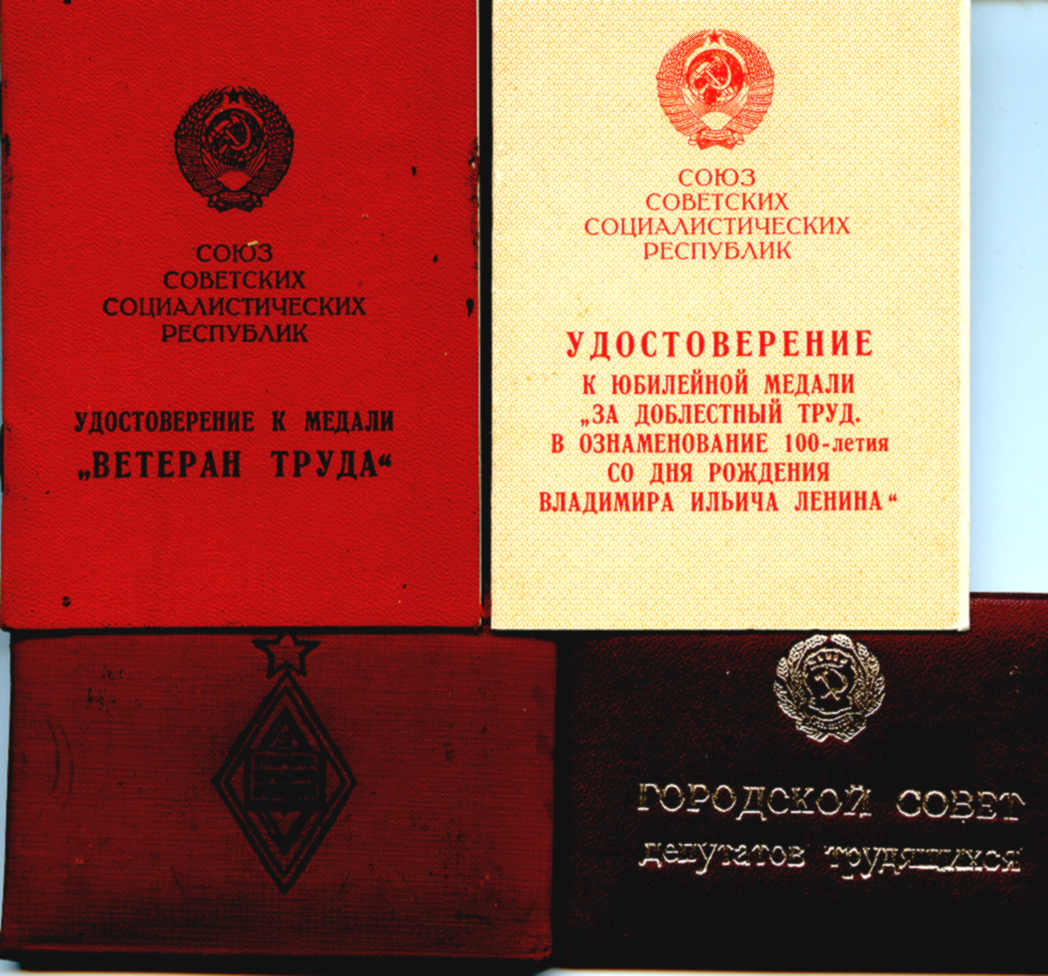 СОЮЗ
СОВЕТСКИХ
СОЦИАЛИСТИЧЕСКИХ
РЕСПУБЛИК
УДОСТОВЕРЕНИЕ К МЕДАЛИ
„ВЕТЕРАН ТРУДА“
СОЮЗ
СОВЕТСКИХ
СОЦИАЛИСТИЧЕСКИХ
РЕСПУБЛИК
УДОСТОВЕРЕНИЕ
К ЮБИЛЕЙНОЙ МЕДАЛИ
„ЗА ДОБЛЕСТНЫЙ ТРУД.
В ОЗНАМЕНОВАНИЕ 100-летия
СО ДНЯ РОЖДЕНИЯ
ВЛАДИМИРА ИЛЬИЧА ЛЕНИНА“
ГОРОДСКОЙ СОВЕТ
депутатов трудящихся